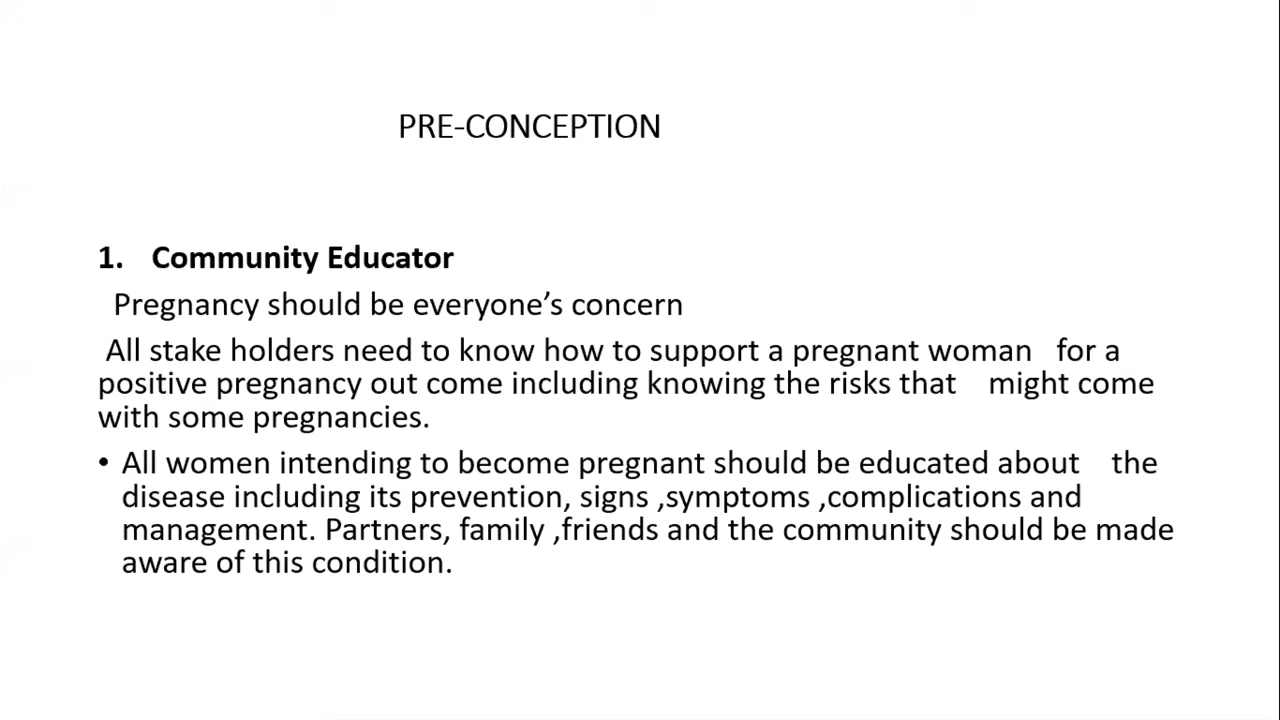 PRE-CONCEPTION
1. Community Educator
Pregnancy should be everyone’s concern
All stake holders need to know how to support a pregnant woman for a
positive pregnancy out come including knowing the risks that might come
with some pregnancies.
• All women intending to become pregnant should be educated about the
disease including its prevention, signs ,symptoms ,complications and
management. Partners, family ,friends and the community should be made
aware of this condition.